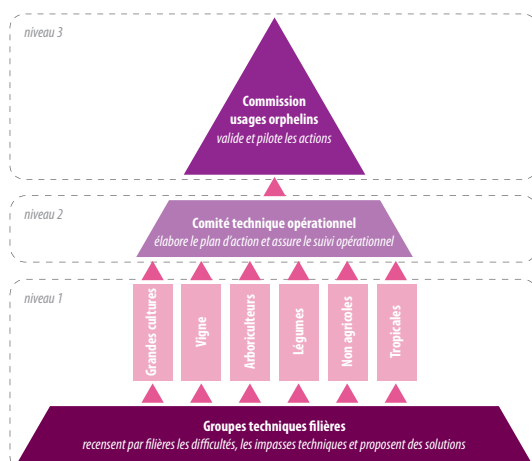 niveau 3
Commission
usages orphelins
valide et pilote les actions
niveau 2
Comité technique opérationnel
élabore le plan d'action et assure le suivi opérationnel
niveau 1
Grandes cultures
Vigne
Arboriculteurs
Légumes
Non agricoles
Tropicales
Groupes techniques filières
recensent par filières les difficultés, les impasses techniques et proposent des solutions